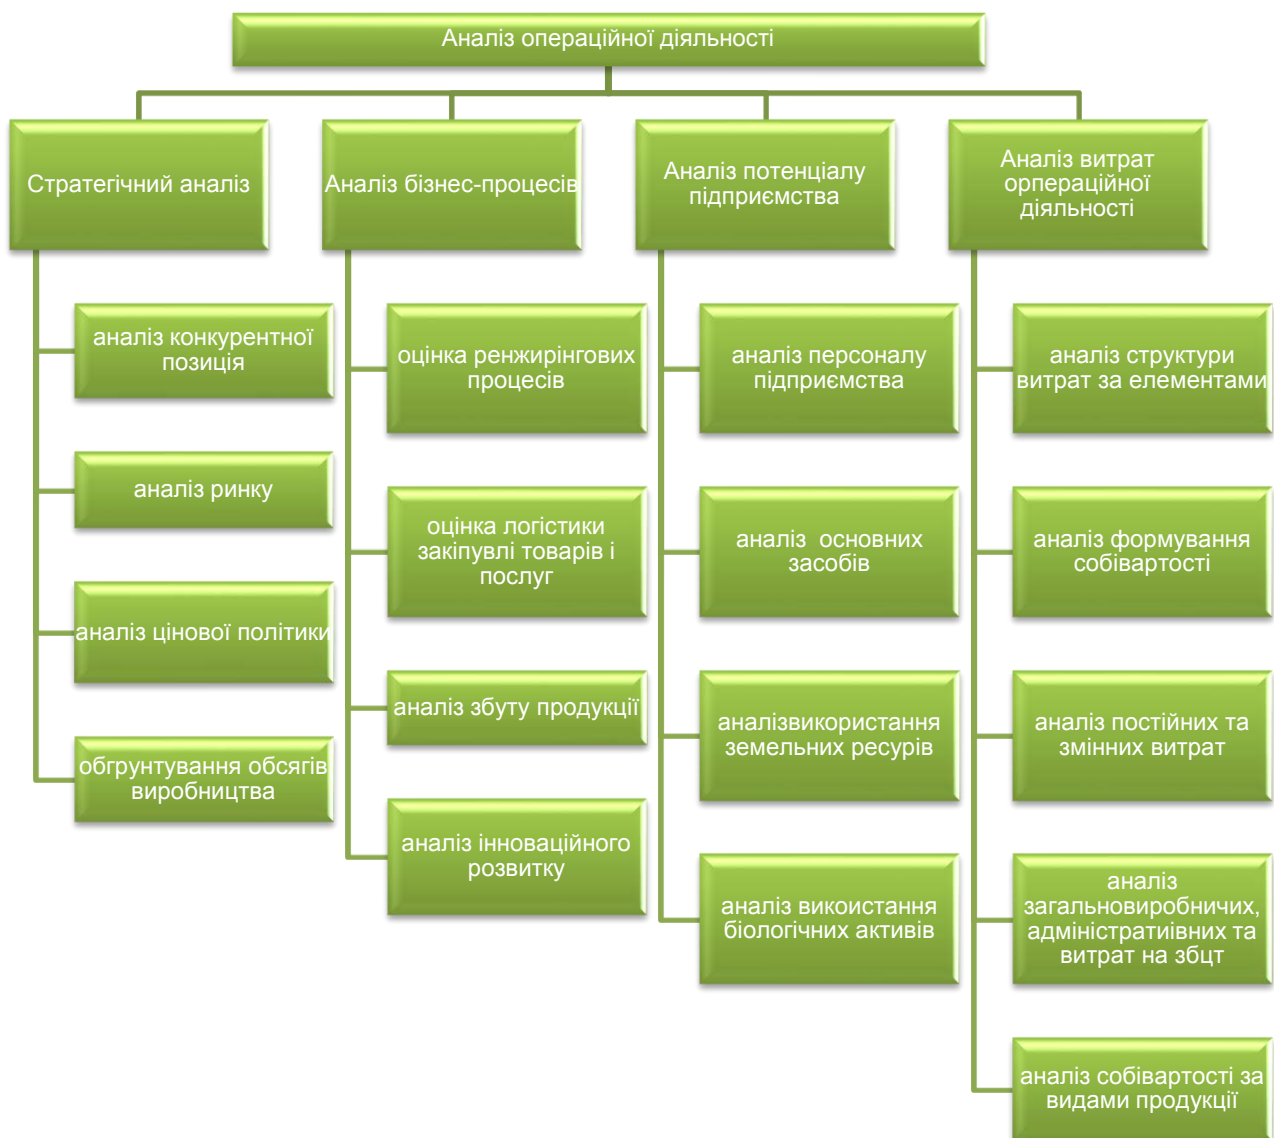 Аналіз операційної діяльності
Стратегічний аналіз
аналіз конкурентної
позиція
аналіз ринку
аналіз цінової політики
обгрунтування обсягів
виробництва
Аналіз бізнес-процесів
оцінка ренжирінгових
процесів
оцінка логістики
закіпувлі товарів і
послуг
аналіз збуту продукції
аналіз інноваційного
розвитку
Аналіз потенціалу
підприємства
аналіз персоналу
підприємства
аналіз  основних
засобів
аналізвикористання
земельних ресурів
аналіз викоистання
біологічних активів
Аналіз витрат
орпераційної
діяльності
аналіз структури
витрат за елементами
аналіз формування
собівартості
аналіз постійних та
змінних витрат
аналіз
загальновиробничих,
адміністратиівних та
витрат на збцт
аналіз собівартості за
видами продукції